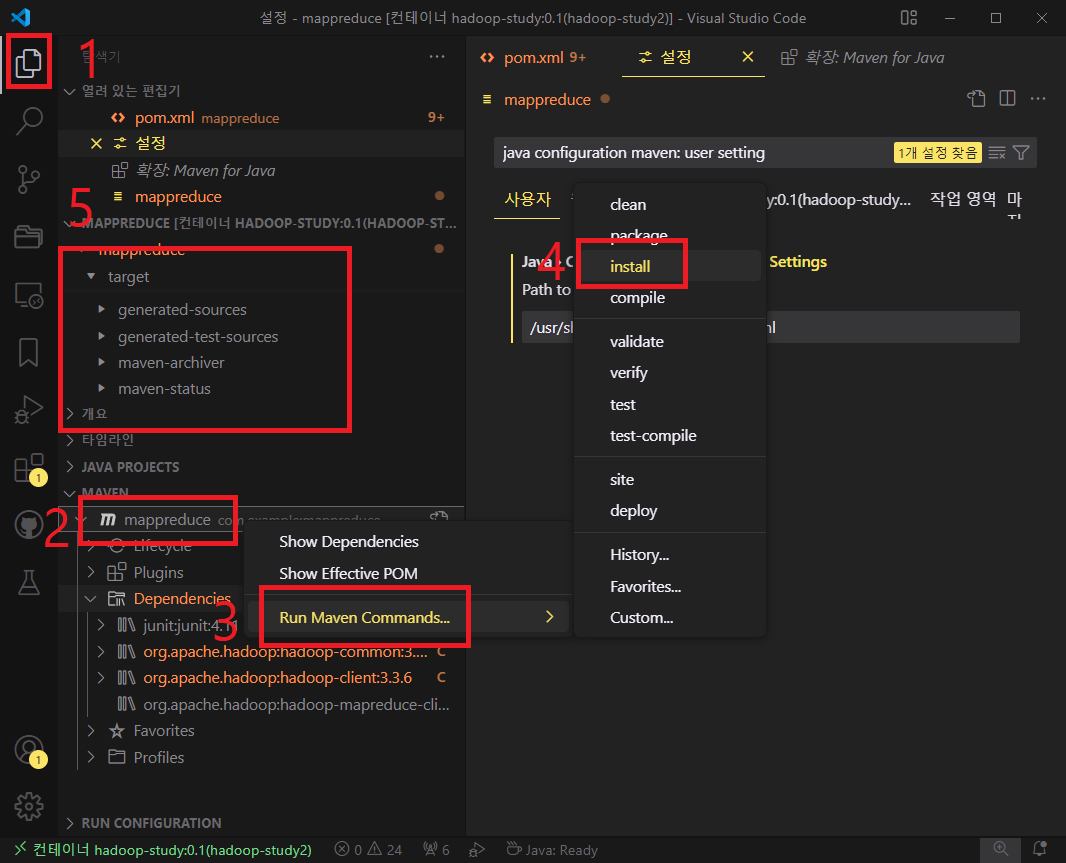 설정 - mappreduce [컨테이너 hadoop-study:0.1(hadoop-study2)] - Visual Studio Code
1
탐색기
열려 있는 편집기
pom.xml mappreduce 9+
설정
확장: Maven for Java
mappreduce
5
MAPPREDUCE [컨테이너 HADOOP-STUDY:0.1(HADOOP-ST...
mappreduce
target
generated-sources
generated-test-sources
maven-archiver
maven-status
개요
타임라인
JAVA PROJECTS
MAVEN
2
mappreduce com.example:mappreduce
Lifecycle
Plugins
Dependencies
junit:junit:4.11
org.apache.hadoop:hadoop-common:3.... C
org.apache.hadoop:hadoop-client:3.3.6 C
org.apache.hadoop:hadoop-mapreduce-cli...
Favorites
Profiles
RUN CONFIGURATION
1
1
Show Dependencies
Show Effective POM
3
Run Maven Commands...
pom.xml 9+
설정
확장: Maven for Java
mappreduce
java configuration maven: user setting
1개 설정 찾음
사용자
y:0.1(hadoop-study...
작업 영역
마
Java › C
Settings
Path to
/usr/sl
ml
clean
package
4
install
compile
validate
verify
test
test-compile
site
deploy
History...
Favorites...
Custom...
컨테이너 hadoop-study:0.1(hadoop-study2)
0
24
6
Java: Ready